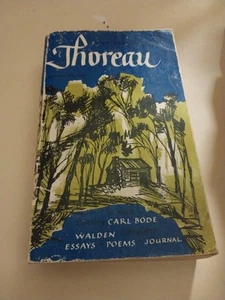 Thoreau
CARL BODE
WALDEN
ESSAYS POEMS JOURNAL